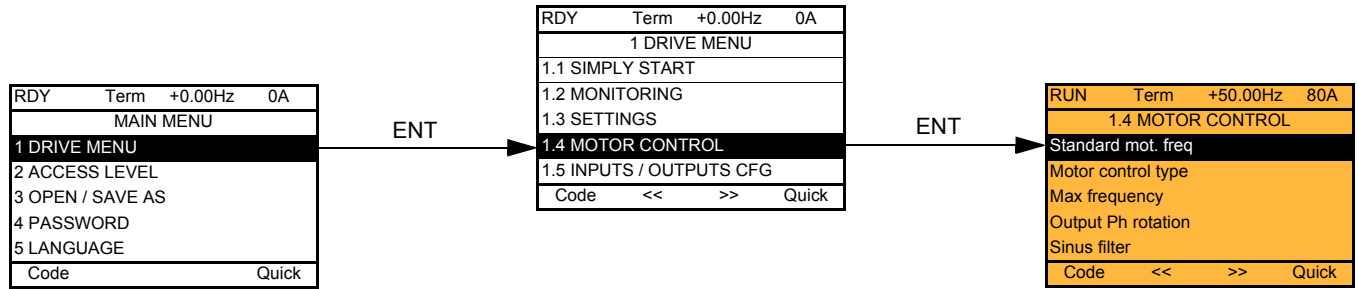 RDY Term +0.00Hz 0A
MAIN MENU
1 DRIVE MENU
2 ACCESS LEVEL
3 OPEN / SAVE AS
4 PASSWORD
5 LANGUAGE
Code Quick
ENT
RDY Term +0.00Hz 0A
1 DRIVE MENU
1.1 SIMPLY START
1.2 MONITORING
1.3 SETTINGS
1.4 MOTOR CONTROL
1.5 INPUTS / OUTPUTS CFG
Code << >> Quick
ENT
RUN Term +50.00Hz 80A
1.4 MOTOR CONTROL
Standard mot. freq
Motor control type
Max frequency
Output Ph rotation
Sinus filter
Code << >> Quick